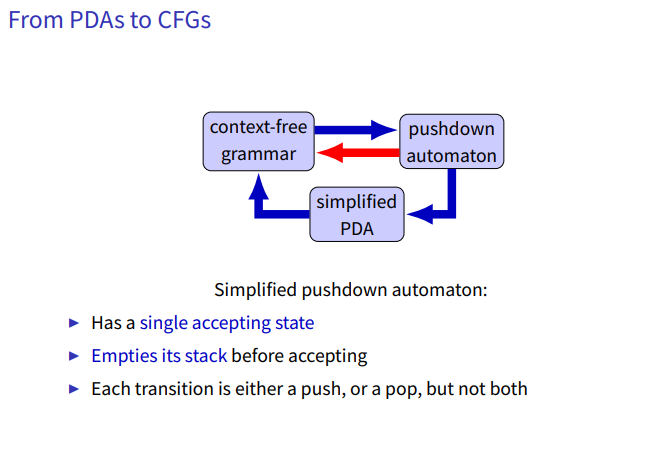 From PDAs to CFGs
context-free
grammar
pushdown
automaton
simplified
PDA
Simplified pushdown automaton:
▶ Has a single accepting state
▶ Empties its stack before accepting
▶ Each transition is either a push, or a pop, but not both